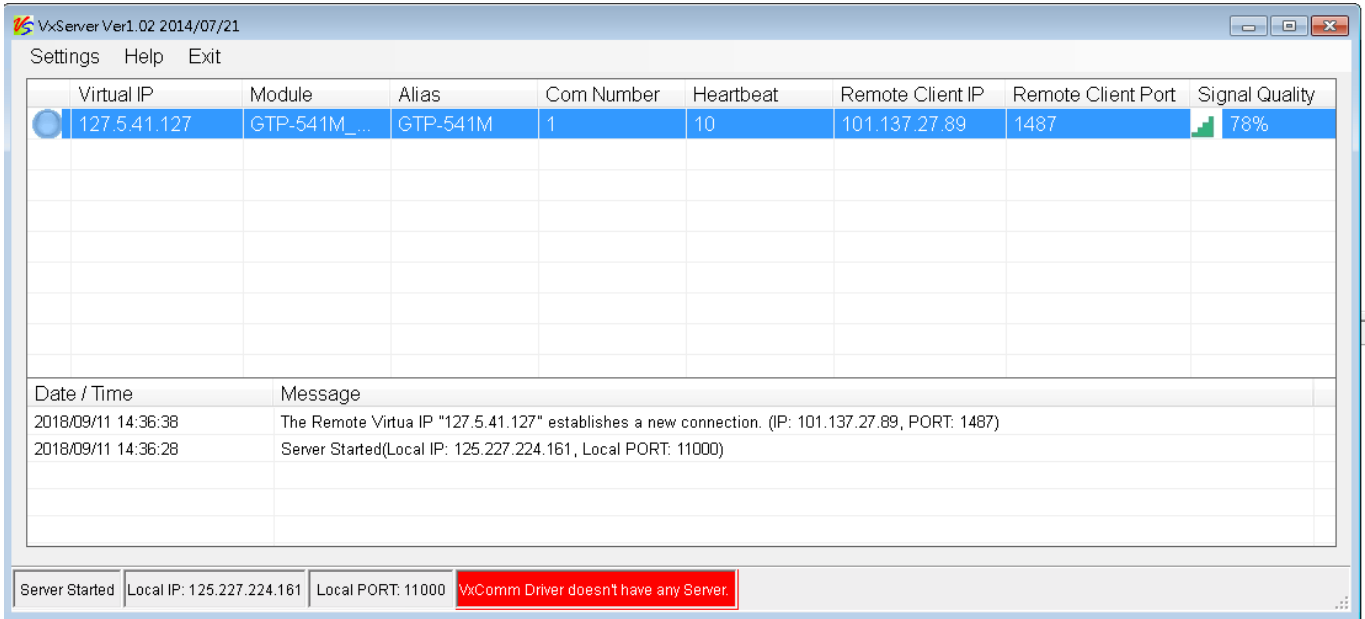 VxServer Ver1.02 2014/07/21
Settings Help Exit
Virtual IP Module Alias Com Number Heartbeat Remote Client IP Remote Client Port Signal Quality
127.5.41.127 GTP-541M_... GTP-541M 1 10 101.137.27.89 1487 78%
Date / Time Message
2018/09/11 14:36:38 The Remote Virtua IP "127.5.41.127" establishes a new connection. (IP: 101.137.27.89, PORT: 1487)
2018/09/11 14:36:28 Server Started(Local IP: 125.227.224.161, Local PORT: 11000)
Server Started Local IP: 125.227.224.161 Local PORT: 11000 VxComm Driver doesn't have any Server.